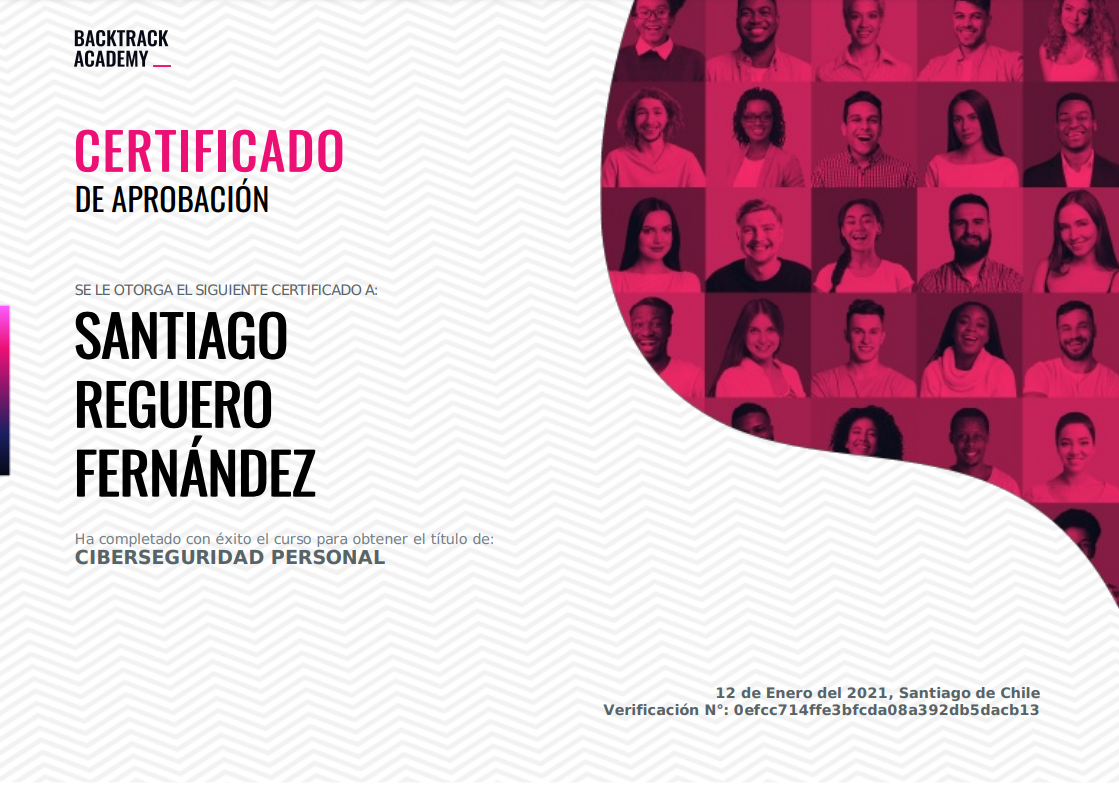 BACKTRACK
ACADEMY
CERTIFICADO
DE APROBACIÓN
SE LE OTORGA EL SIGUIENTE CERTIFICADO A:
SANTIAGO
REGUERO
FERNÁNDEZ
Ha completado con éxito el curso para obtener el título de:
CIBERSEGURIDAD PERSONAL
12 de Enero del 2021, Santiago de Chile
Verificación N°: 0efcc714ffe3bfcda08a392db5dacb13